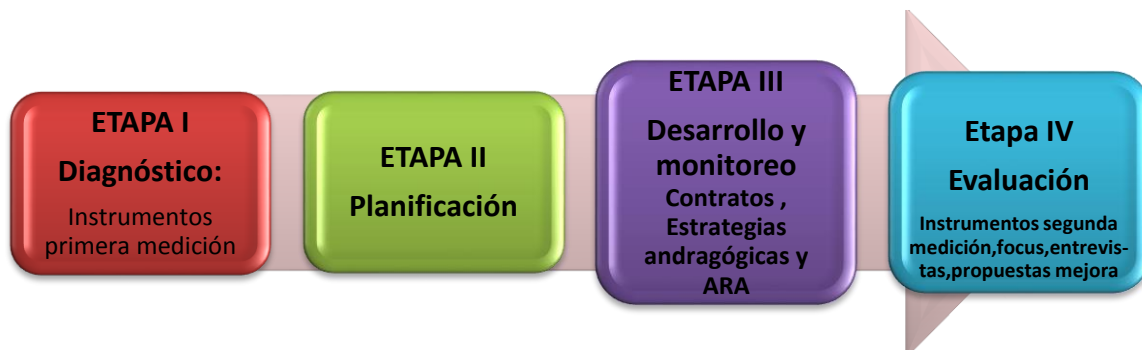 ETAPA I
Diagnóstico:
Instrumentos
primera medición
ETAPA II
Planificación
ETAPA III
Desarrollo y
monitoreo
Contratos ,
Estrategias
andragógicas y
ARA
Etapa IV
Evaluación
Instrumentos segunda
medición,focus,entrevis-
tas,propuestas mejora